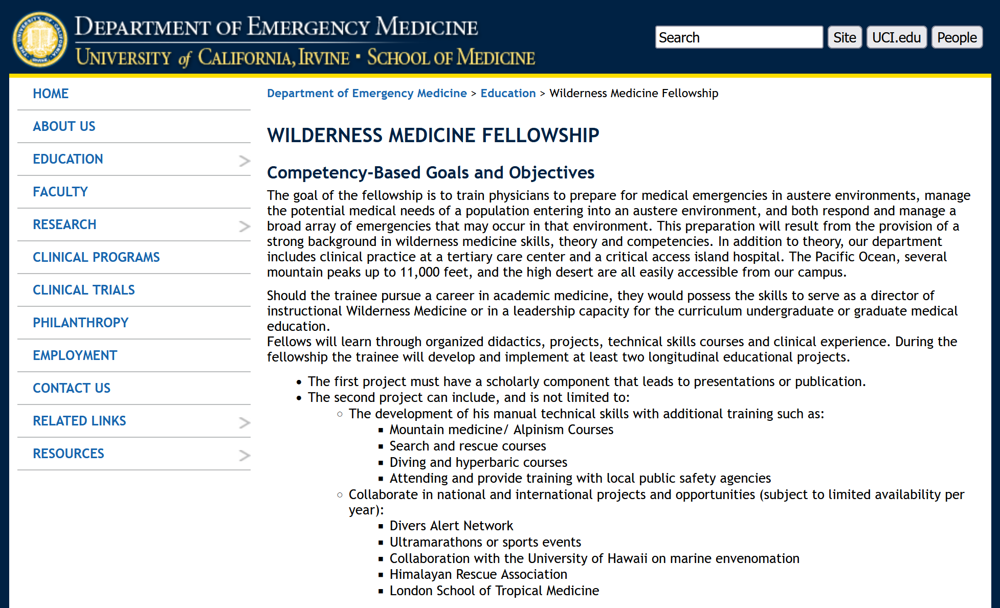 DEPARTMENT OF EMERGENCY MEDICINE
UNIVERSITY of CALIFORNIA, IRVINE · SCHOOL OF MEDICINE
Search
Site
UCI.edu
People
HOME
ABOUT US
EDUCATION
FACULTY
RESEARCH
CLINICAL PROGRAMS
CLINICAL TRIALS
PHILANTHROPY
EMPLOYMENT
CONTACT US
RELATED LINKS
RESOURCES
Department of Emergency Medicine > Education > Wilderness Medicine Fellowship
WILDERNESS MEDICINE FELLOWSHIP
Competency-Based Goals and Objectives
The goal of the fellowship is to train physicians to prepare for medical emergencies in austere environments, manage
the potential medical needs of a population entering into an austere environment, and both respond and manage a
broad array of emergencies that may occur in that environment. This preparation will result from the provision of a
strong background in wilderness medicine skills, theory and competencies. In addition to theory, our department
includes clinical practice at a tertiary care center and a critical access island hospital. The Pacific Ocean, several
mountain peaks up to 11,000 feet, and the high desert are all easily accessible from our campus.
Should the trainee pursue a career in academic medicine, they would possess the skills to serve as a director of
instructional Wilderness Medicine or in a leadership capacity for the curriculum undergraduate or graduate medical
education.
Fellows will learn through organized didactics, projects, technical skills courses and clinical experience. During the
fellowship the trainee will develop and implement at least two longitudinal educational projects.
• The first project must have a scholarly component that leads to presentations or publication.
• The second project can include, and is not limited to:
○ The development of his manual technical skills with additional training such as:
▪ Mountain medicine/ Alpinism Courses
▪ Search and rescue courses
▪ Diving and hyperbaric courses
▪ Attending and provide training with local public safety agencies
○ Collaborate in national and international projects and opportunities (subject to limited availability per
year):
▪ Divers Alert Network
▪ Ultramarathons or sports events
▪ Collaboration with the University of Hawaii on marine envenomation
▪ Himalayan Rescue Association
▪ London School of Tropical Medicine